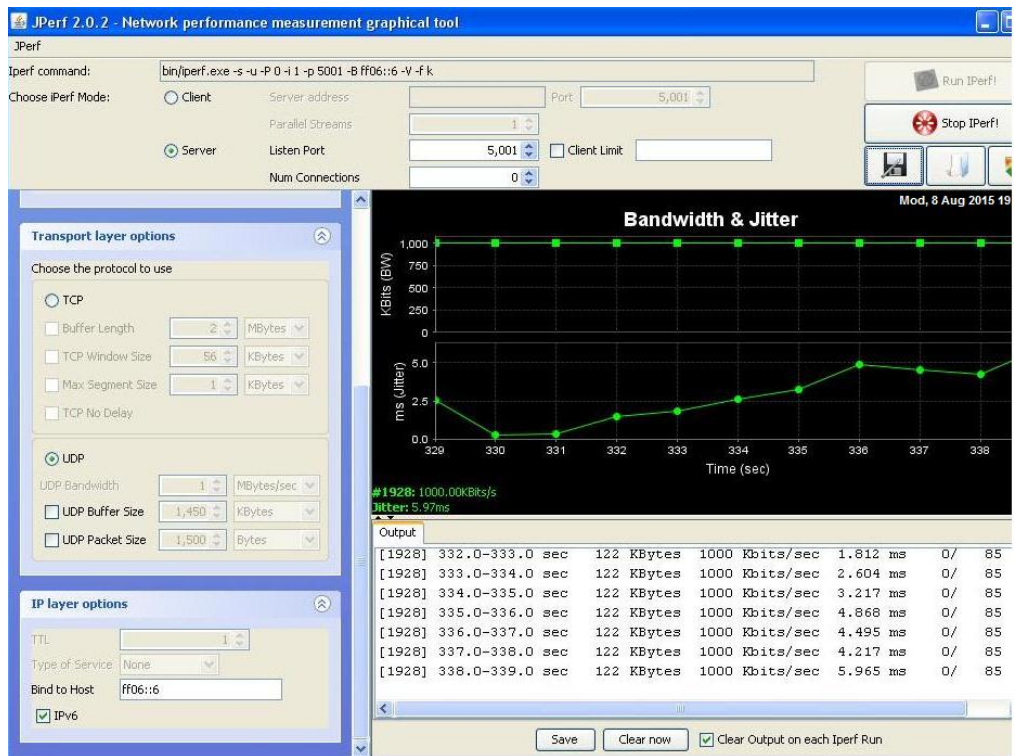 JPerf 2.0.2 - Network performance measurement graphical tool
JPerf
Iperf command: bin/iperf.exe -s -u -P 0 -i 1 -p 5001 -B ff06::6 -V -f k
Choose iPerf Mode: Client Server address Port 5,001
Parallel Streams 1
Server Listen Port 5,001 Client Limit
Num Connections 0
Run IPerf!
Stop IPerf!
Transport layer options
Choose the protocol to use
TCP
Buffer Length 2 MBytes
TCP Window Size 56 KBytes
Max Segment Size 1 KBytes
TCP No Delay
UDP
UDP Bandwidth 1 MBytes/sec
UDP Buffer Size 1,450 KBytes
UDP Packet Size 1,500 Bytes
IP layer options
TTL 1
Type of Service None
Bind to Host ff06::6
IPv6
Mod, 8 Aug 2015 19
Bandwidth & Jitter
KBits (BW)
1,000
750
500
250
0
ms (Jitter)
5.0
2.5
0.0
329 330 331 332 333 334 335 336 337 338
Time (sec)
#1928: 1000.00KBits/s
Jitter: 5.97ms
Output
[1928] 332.0-333.0 sec 122 KBytes 1000 Kbits/sec 1.812 ms 0/ 85
[1928] 333.0-334.0 sec 122 KBytes 1000 Kbits/sec 2.604 ms 0/ 85
[1928] 334.0-335.0 sec 122 KBytes 1000 Kbits/sec 3.217 ms 0/ 85
[1928] 335.0-336.0 sec 122 KBytes 1000 Kbits/sec 4.868 ms 0/ 85
[1928] 336.0-337.0 sec 122 KBytes 1000 Kbits/sec 4.495 ms 0/ 85
[1928] 337.0-338.0 sec 122 KBytes 1000 Kbits/sec 4.217 ms 0/ 85
[1928] 338.0-339.0 sec 122 KBytes 1000 Kbits/sec 5.965 ms 0/ 85
Save Clear now Clear Output on each Iperf Run